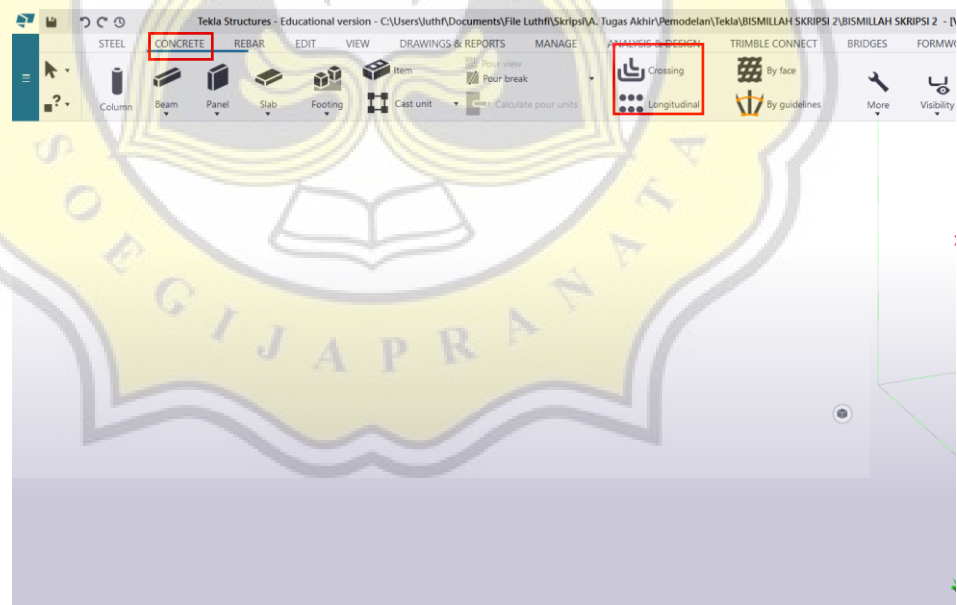 Tekla Structures - Educational version - C:\Users\luthf\Documents\File Luthfi\Skripsi\A. Tugas Akhir\Pemodelan\Tekla\BISMILLAH SKRIPSI 2\BISMILLAH SKRIPSI 2 - [
STEEL CONCRETE REBAR EDIT VIEW DRAWINGS & REPORTS MANAGE ANALYSIS & DESIGN TRIMBLE CONNECT BRIDGES FORMWO
Pour view
Item Pour break Crossing By face
Column Beam Panel Slab Footing Cast unit Calculate pour units Longitudinal By guidelines More Visibility
SOEGIJAPRANATA